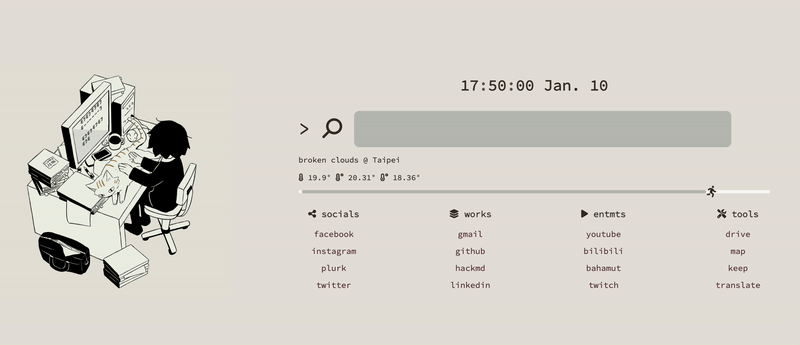 17:50:00 Jan. 10
>
broken clouds @ Taipei
19.9° 20.31° 18.36°
socials works entmts tools
facebook gmail youtube drive
instagram github bilibili map
plurk hackmd bahamut keep
twitter linkedin twitch translate